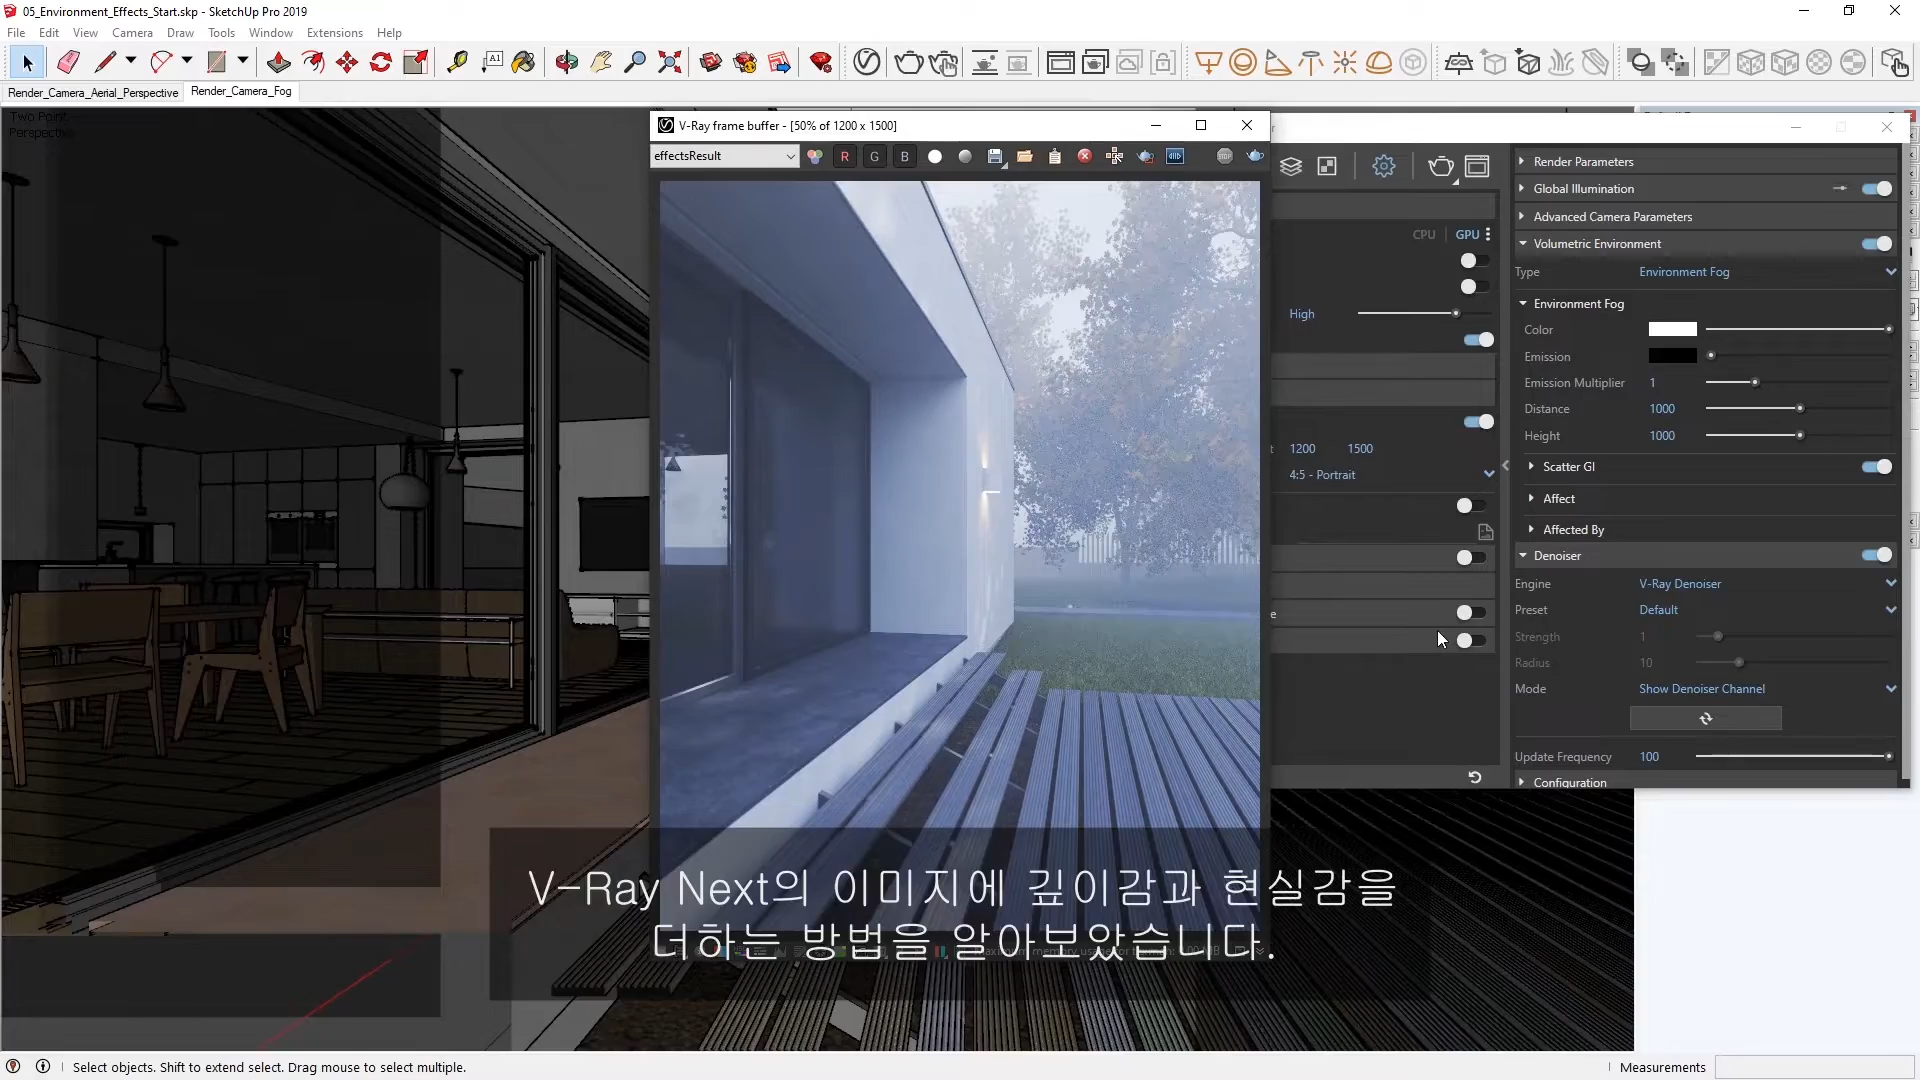 05_Environment_Effects_Start.skp - SketchUp Pro 2019
File Edit View Camera Draw Tools Window Extensions Help
Render_Camera_Aerial_Perspective Render_Camera_Fog
Two Point
Perspective
V-Ray frame buffer - [50% of 1200 x 1500]
effectsResult
R G B
CPU GPU
High
1200 1500
4:5 - Portrait
Render Parameters
Global Illumination
Advanced Camera Parameters
Volumetric Environment
Type Environment Fog
Environment Fog
Color
Emission
Emission Multiplier 1
Distance 1000
Height 1000
Scatter GI
Affect
Affected By
Denoiser
Engine V-Ray Denoiser
Preset Default
Strength 1
Radius 10
Mode Show Denoiser Channel
Update Frequency 100
Configuration
V-Ray Next의 이미지에 깊이감과 현실감을
더하는 방법을 알아보았습니다.
Select objects. Shift to extend select. Drag mouse to select multiple.
Measurements